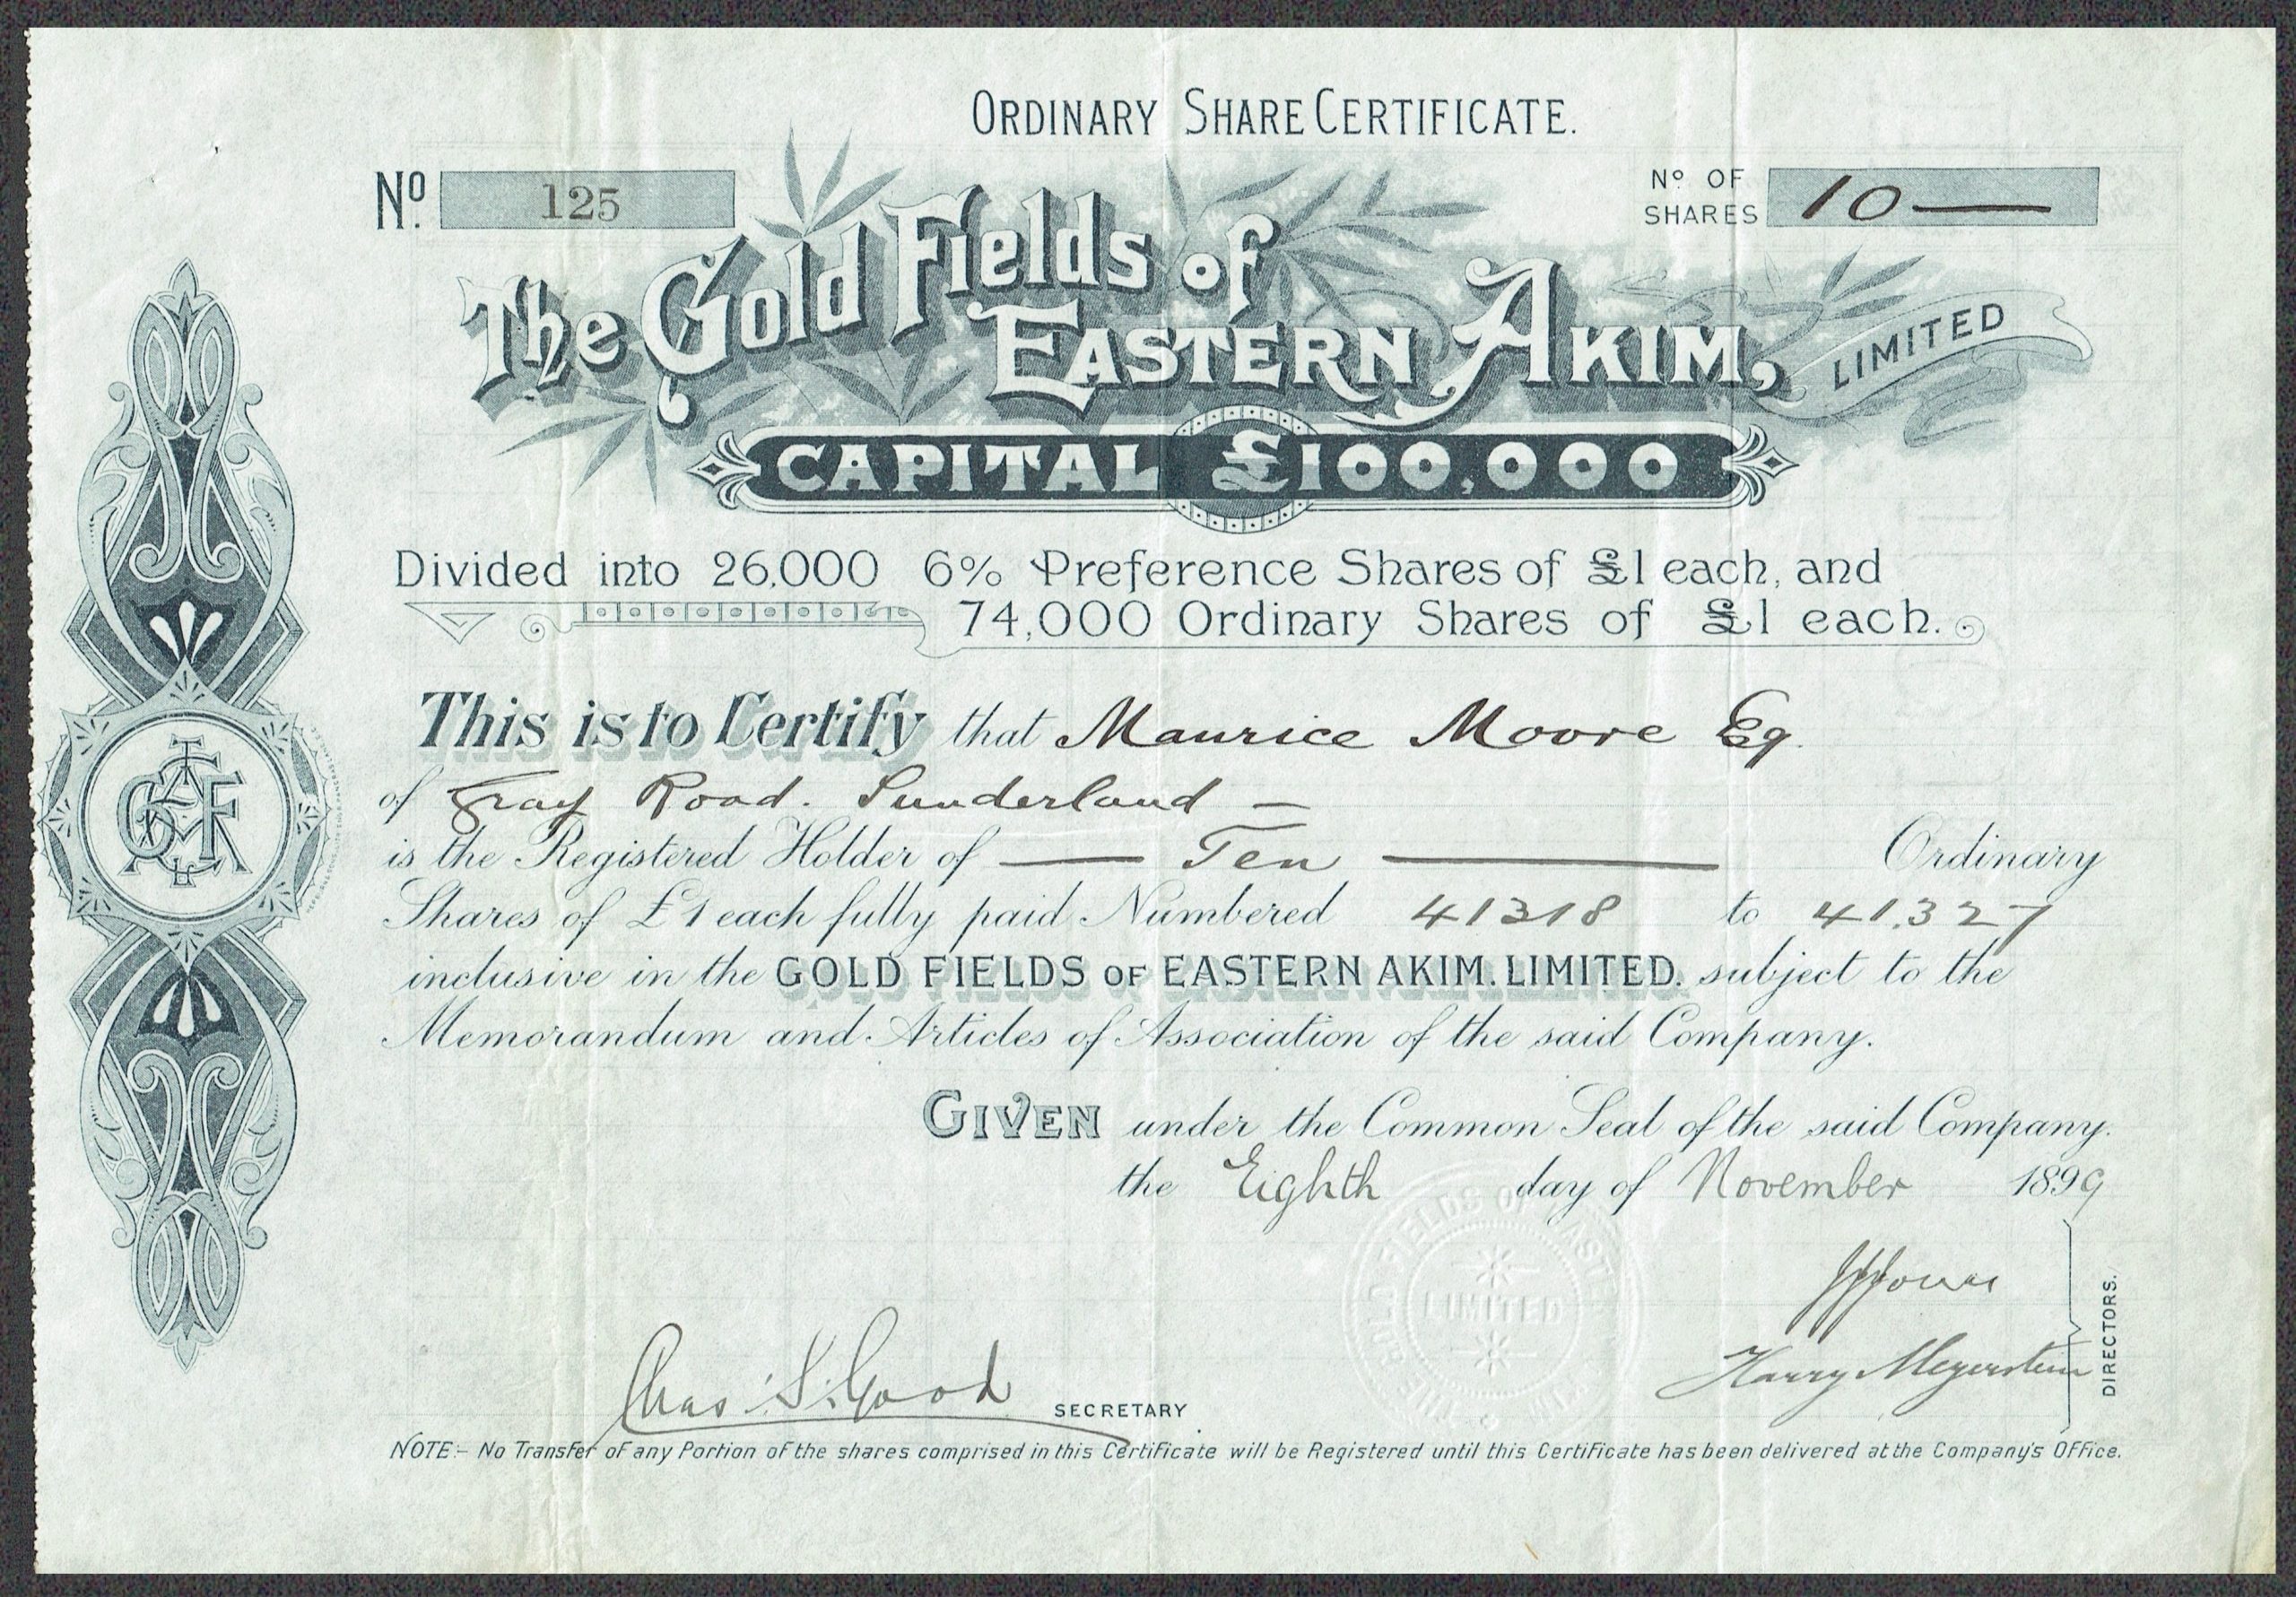 ORDINARY SHARE CERTIFICATE.
No. 125
No. OF SHARES 10 —
The Gold Fields of
EASTERN AKIM, LIMITED
CAPITAL £100,000
Divided into 26,000 6% Preference Shares of £1 each, and
74,000 Ordinary Shares of £1 each.
This is to Certify that Maurice Moore Esq.
of Gray Road. Sunderland —
is the Registered Holder of — Ten — Ordinary
Shares of £1 each fully paid Numbered 41318 to 41,327
inclusive in the GOLD FIELDS OF EASTERN AKIM. LIMITED. subject to the
Memorandum and Articles of Association of the said Company.
GIVEN under the Common Seal of the said Company.
the Eighth day of November 1899
LIMITED
Jones
Harry Meyerstein
DIRECTORS.
Chas S. Good SECRETARY
NOTE:- No Transfer of any Portion of the shares comprised in this Certificate will be Registered until this Certificate has been delivered at the Company's Office.